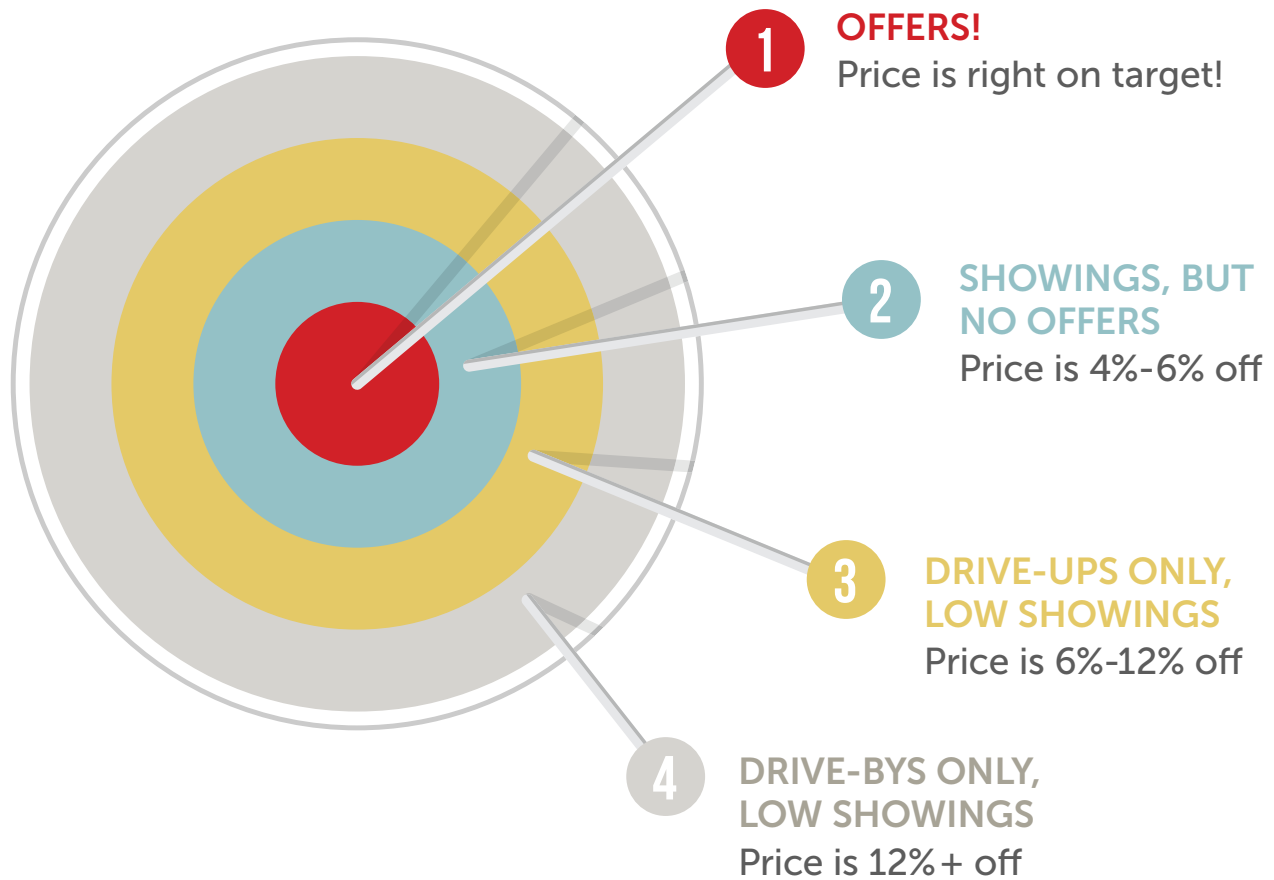 1
OFFERS!
Price is right on target!
2
SHOWINGS, BUT
NO OFFERS
Price is 4%-6% off
3
DRIVE-UPS ONLY,
LOW SHOWINGS
Price is 6%-12% off
4
DRIVE-BYS ONLY,
LOW SHOWINGS
Price is 12%+ off